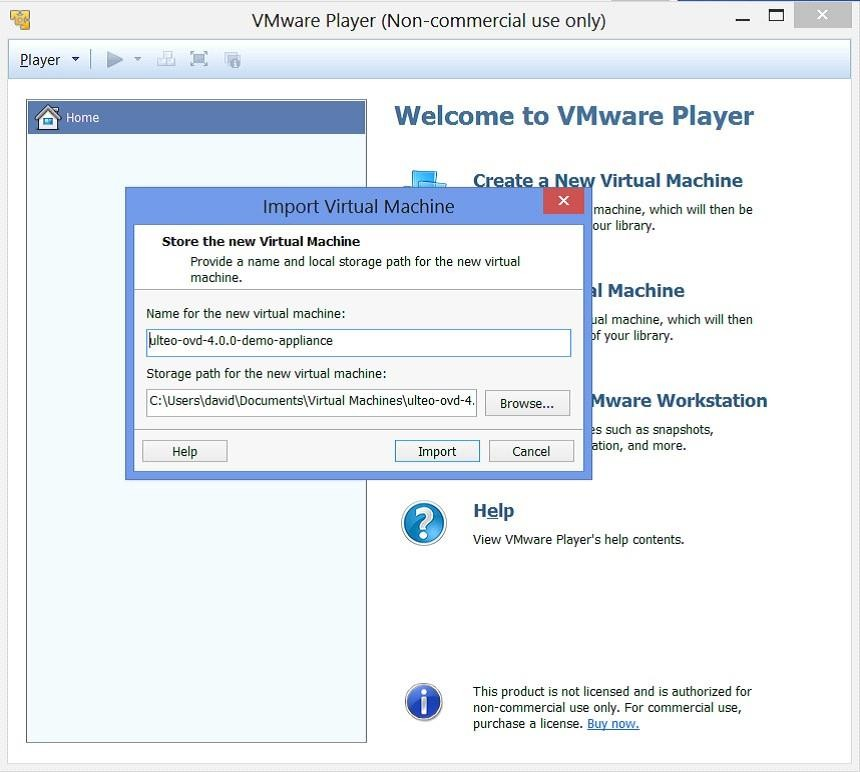 VMware Player (Non-commercial use only)
Player
Home
Welcome to VMware Player
Create a New Virtual Machine
machine, which will then be
our library.
Import Virtual Machine
Store the new Virtual Machine
Provide a name and local storage path for the new virtual
machine.
Name for the new virtual machine:
ulteo-ovd-4.0.0-demo-appliance
Storage path for the new virtual machine:
C:\Users\david\Documents\Virtual Machines\ulteo-ovd-4.
Browse...
Help
Import
Cancel
Machine
machine, which will then
of your library.
VMware Workstation
such as snapshots,
and more.
Help
View VMware Player's help contents.
This product is not licensed and is authorized for
non-commercial use only. For commercial use,
purchase a license. Buy now.